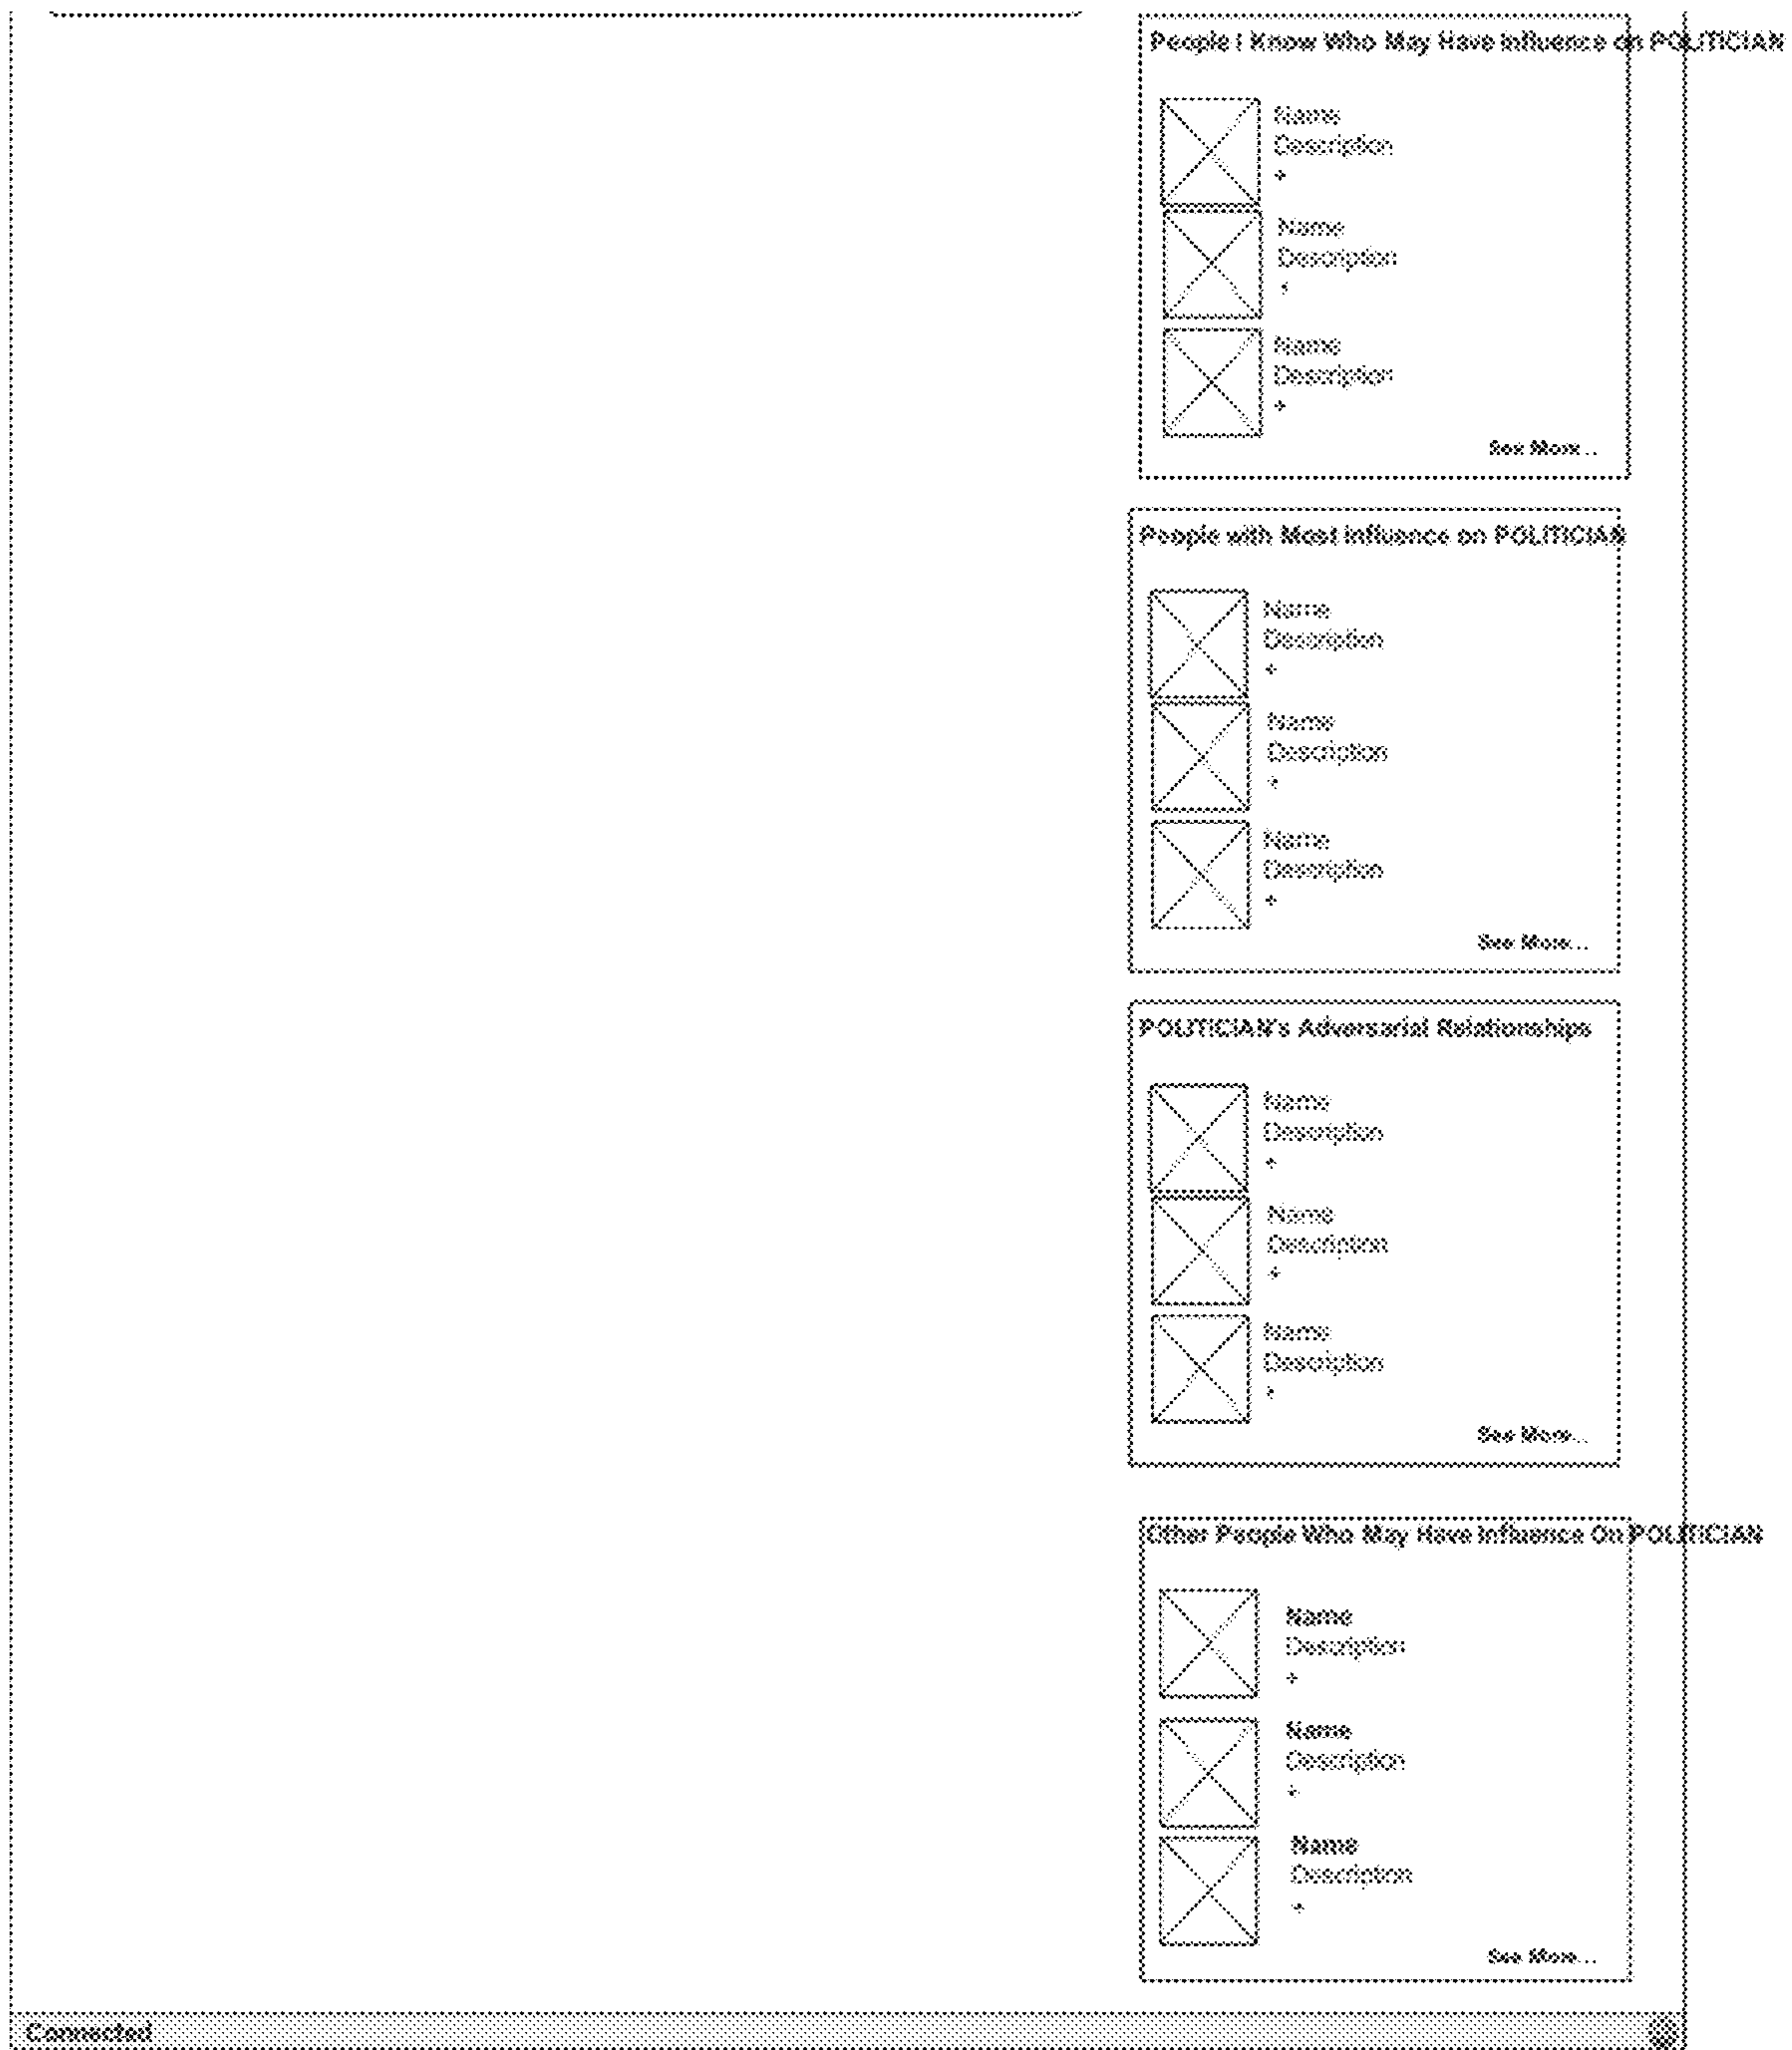 People I Know Who May Have Influence on POLITICIAN
Name
Description
+
Name
Description
+
Name
Description
+
See More...
People with Most Influence on POLITICIAN
Name
Description
+
Name
Description
+
Name
Description
+
See More...
POLITICIAN's Adversarial Relationships
Name
Description
+
Name
Description
+
Name
Description
+
See More...
Other People Who May Have Influence On POLITICIAN
Name
Description
+
Name
Description
+
Name
Description
+
See More...
Connected